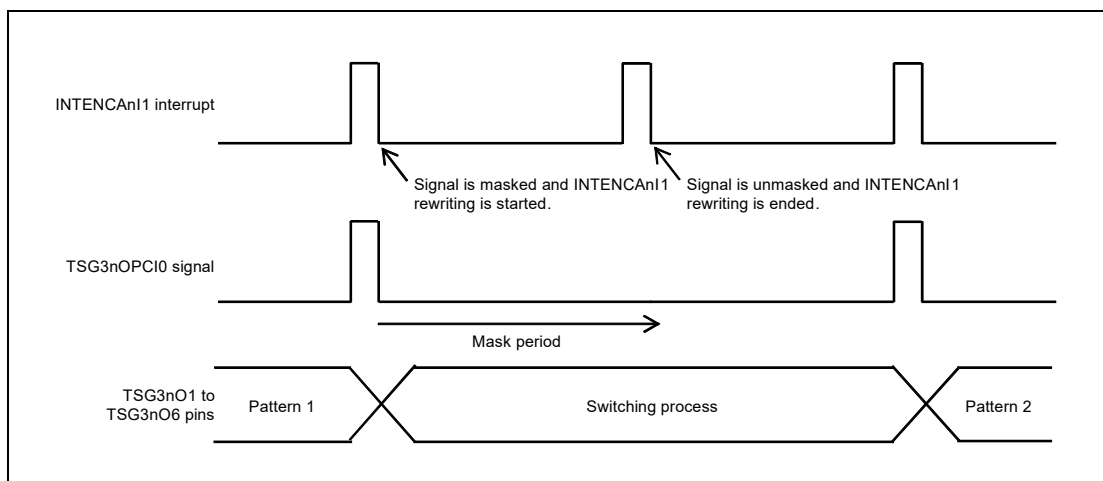 INTENCAnI1 interrupt
Signal is masked and INTENCAnI1
rewriting is started.
Signal is unmasked and INTENCAnI1
rewriting is ended.
TSG3nOPCI0 signal
Mask period
TSG3nO1 to
TSG3nO6 pins
Pattern 1
Switching process
Pattern 2